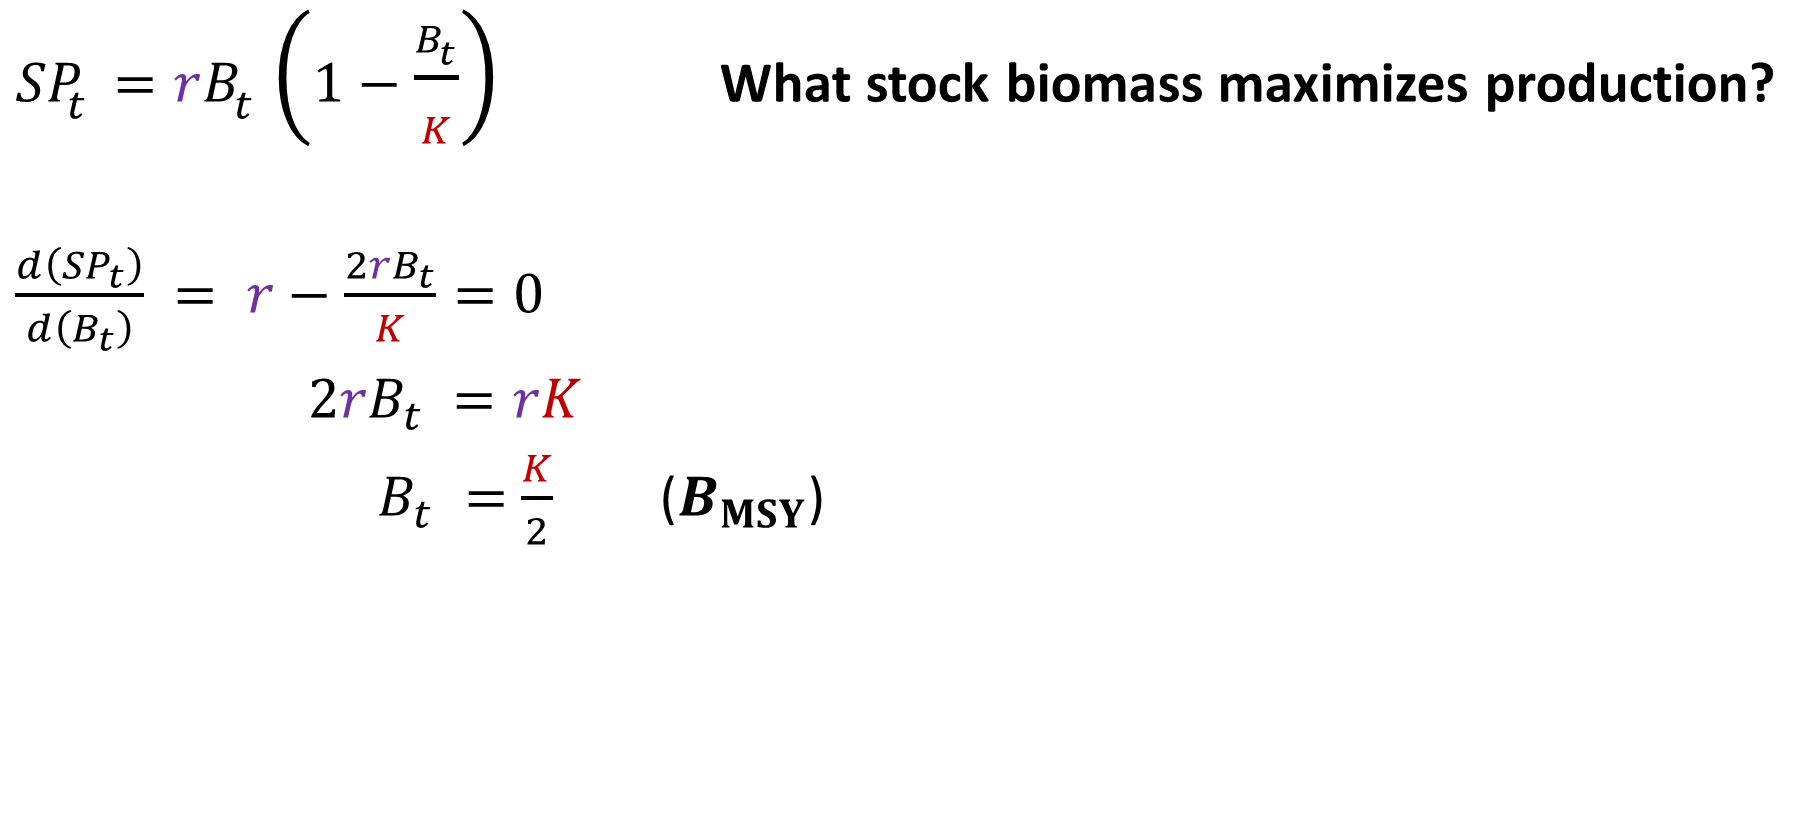 SP_t = rB_t (1 − B_t/K)
What stock biomass maximizes production?
d(SP_t)/d(B_t) = r − 2rB_t/K = 0
2rB_t = rK
B_t = K/2 (B_MSY)